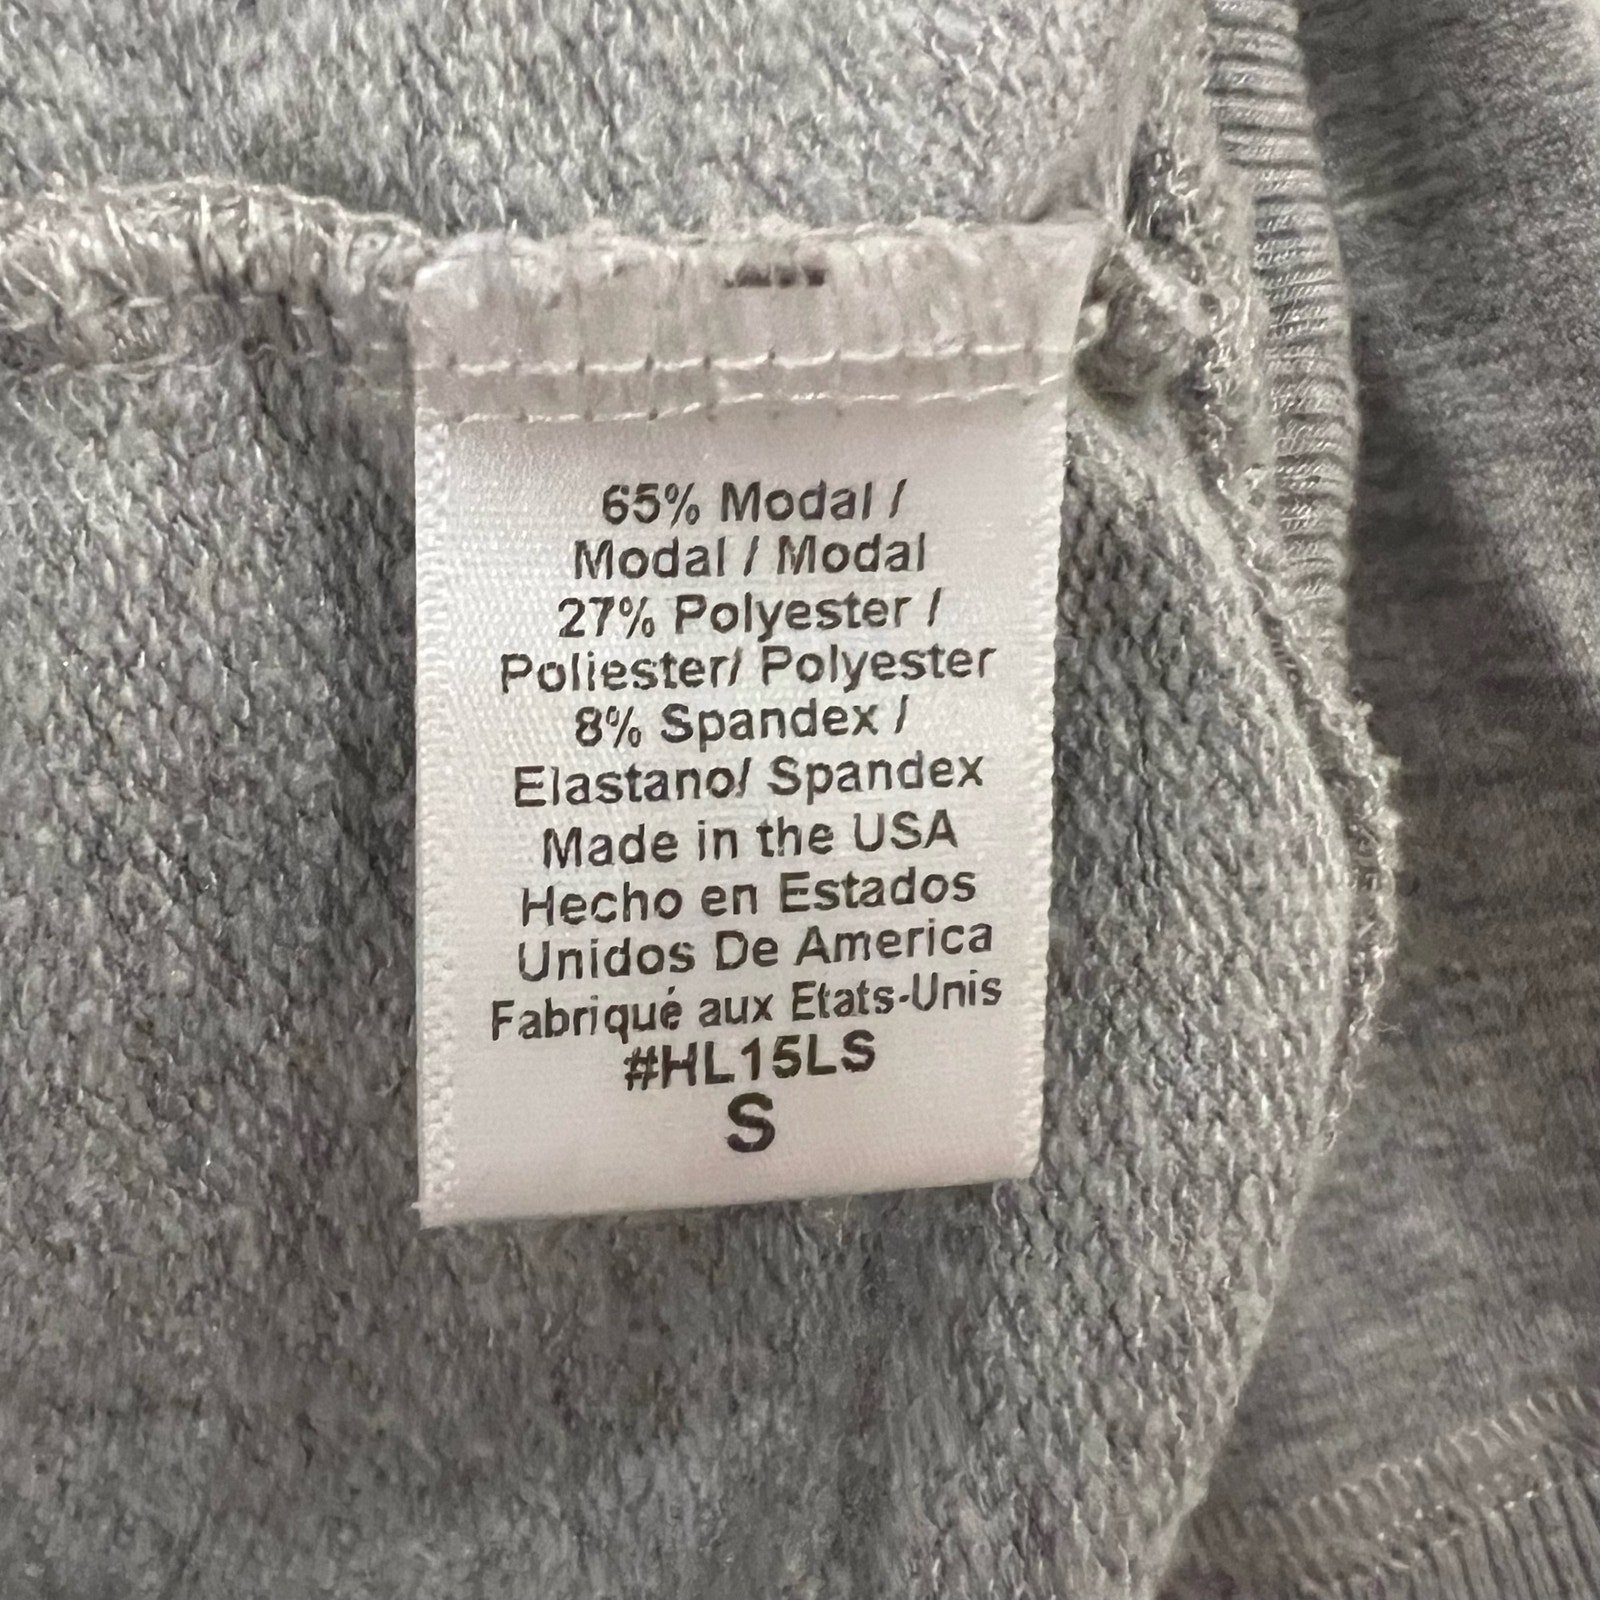 65% Modal /
Modal / Modal
27% Polyester /
Poliester/ Polyester
8% Spandex /
Elastano/ Spandex
Made in the USA
Hecho en Estados
Unidos De America
Fabriqué aux Etats-Unis
#HL15LS
S